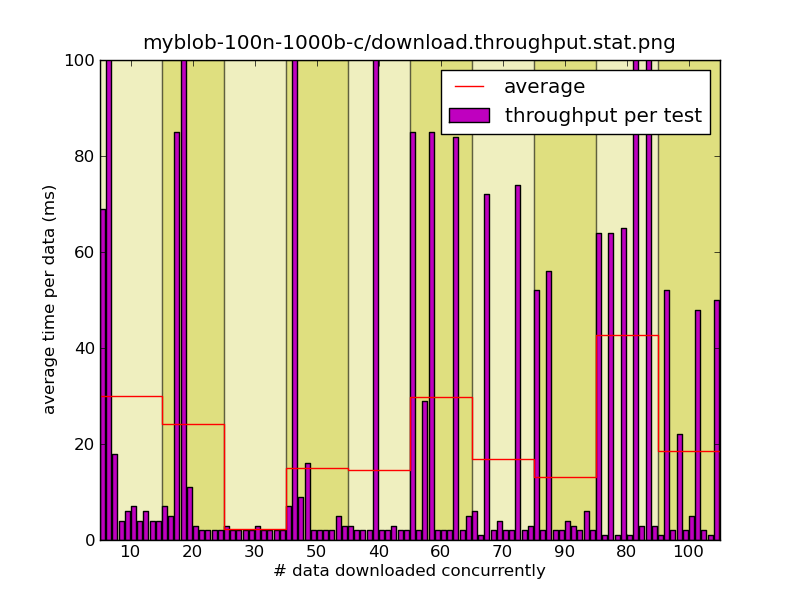 myblob-100n-1000b-c/download.throughput.stat.png
average
throughput per test
average time per data (ms)
100
80
60
40
20
0
10 20 30 50 40 60 70 90 80 100
# data downloaded concurrently